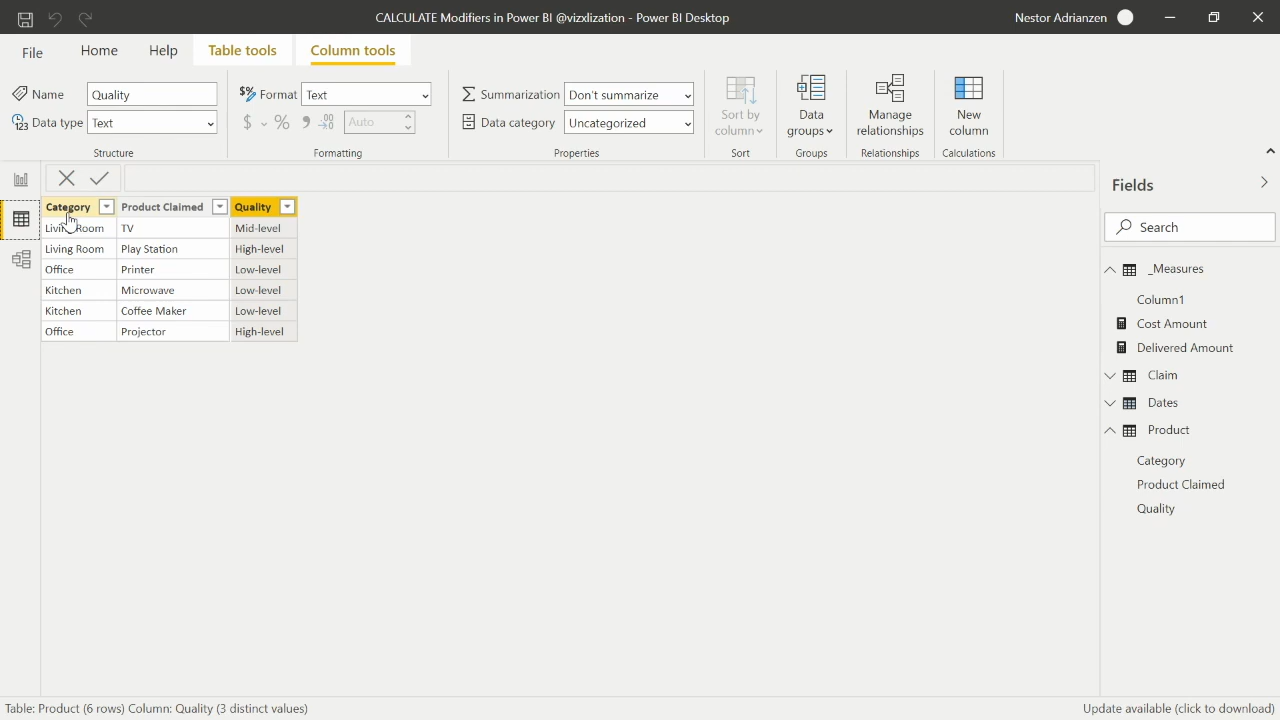 CALCULATE Modifiers in Power BI @vizxlization - Power BI Desktop
Nestor Adrianzen
File
Home
Help
Table tools
Column tools
Name
Quality
Data type
Text
Structure
Format
Text
$ % 9 .00
Auto
Formatting
Summarization
Don't summarize
Data category
Uncategorized
Properties
Sort by
column
Sort
Data
groups
Groups
Manage
relationships
Relationships
New
column
Calculations
Category Product Claimed Quality
Living Room TV Mid-level
Living Room Play Station High-level
Office Printer Low-level
Kitchen Microwave Low-level
Kitchen Coffee Maker Low-level
Office Projector High-level
Fields
Search
_Measures
Column1
Cost Amount
Delivered Amount
Claim
Dates
Product
Category
Product Claimed
Quality
Table: Product (6 rows) Column: Quality (3 distinct values)
Update available (click to download)